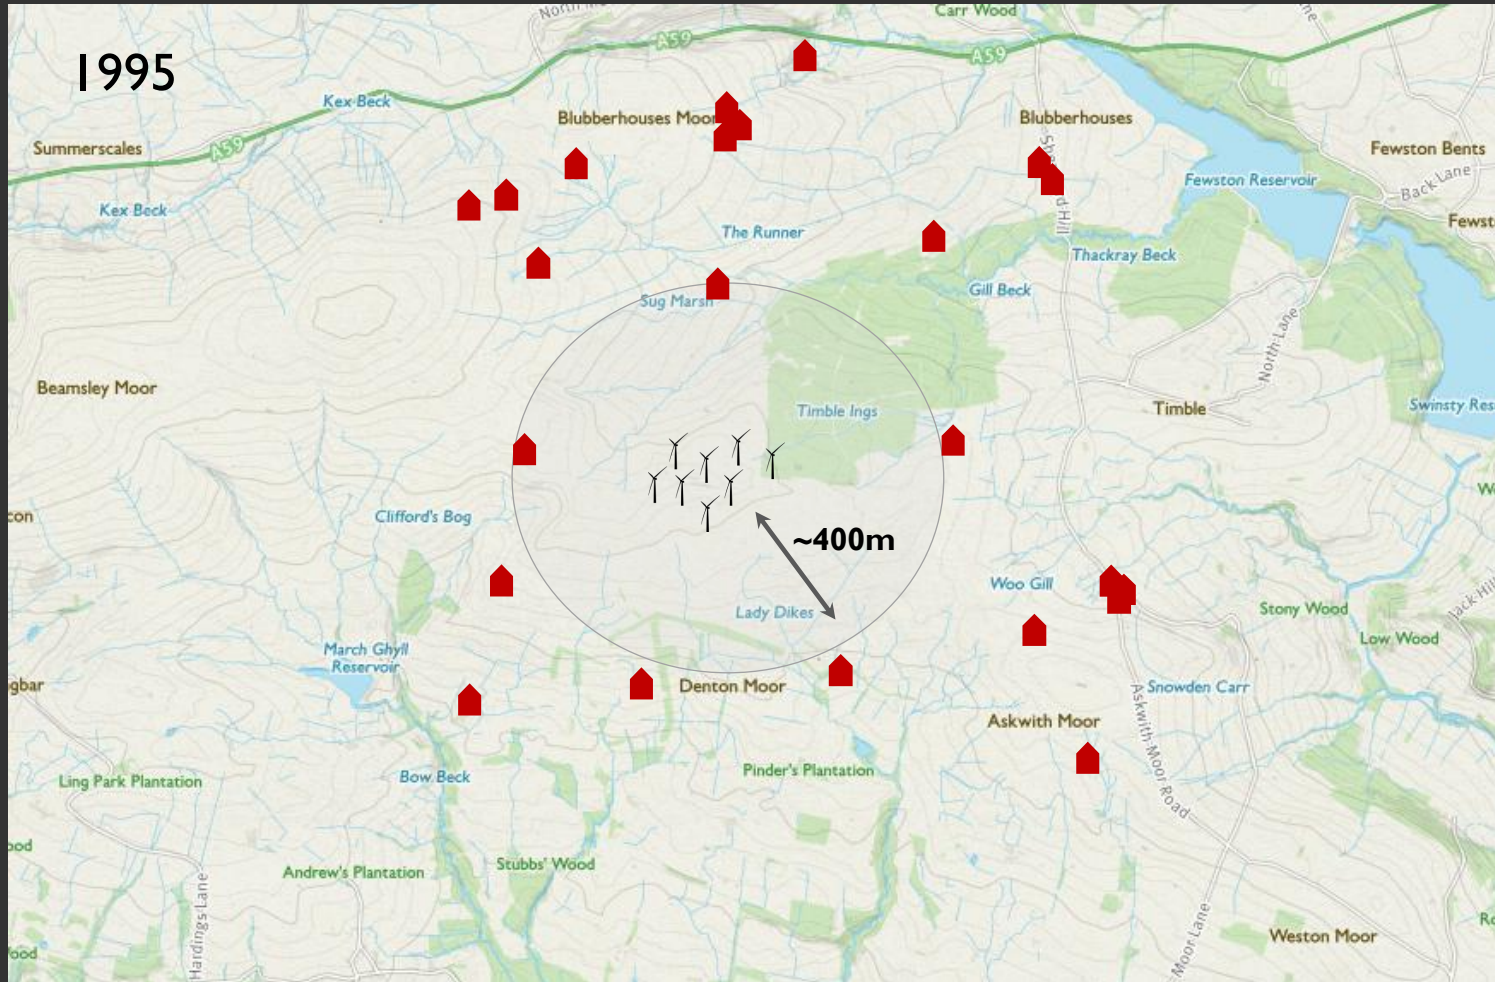 1995
Carr Wood
A59
A59
A59
Kex Beck
Blubberhouses Moor
Blubberhouses
Summerscales
Fewston Bents
Back Lane
Fewston Reservoir
Kex Beck
The Runner
Thackray Beck
Gill Beck
Sug Marsh
North Lane
Beamsley Moor
Timble Ings
Timble
~400m
Clifford's Bog
Woo Gill
Lady Dikes
Stony Wood
Low Wood
March Ghyll
Reservoir
Denton Moor
Snowden Carr
Askwith Moor
Askwith Moor Road
Pinder's Plantation
Ling Park Plantation
Bow Beck
Stubbs' Wood
Andrew's Plantation
Hardings Lane
Moor Lane
Weston Moor